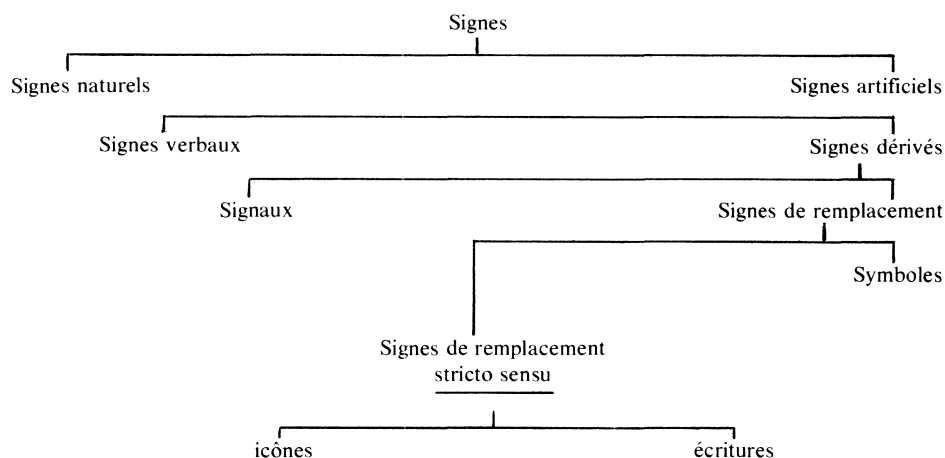 Signes
Signes naturels Signes artificiels
Signes verbaux Signes dérivés
Signaux Signes de remplacement
Symboles
Signes de remplacement
stricto sensu
icônes écritures